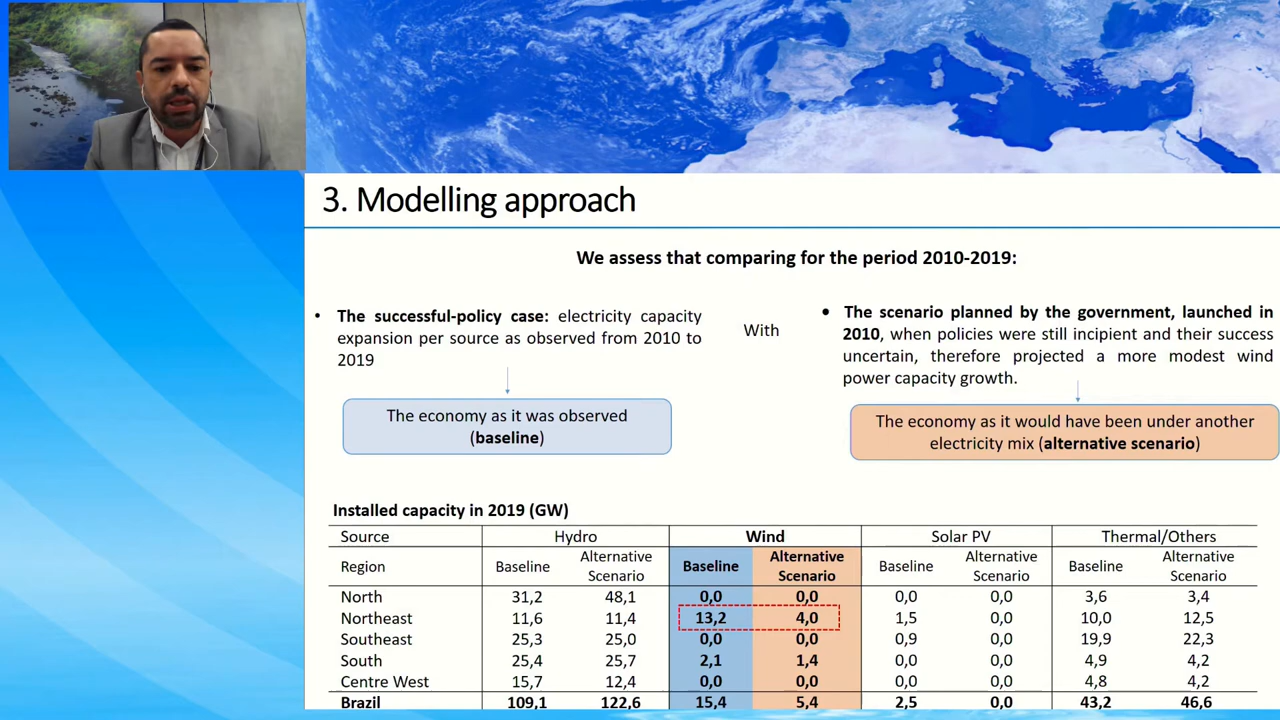 3. Modelling approach
We assess that comparing for the period 2010-2019:
• The successful-policy case: electricity capacity
expansion per source as observed from 2010 to
2019
With
• The scenario planned by the government, launched in
2010, when policies were still incipient and their success
uncertain, therefore projected a more modest wind
power capacity growth.
The economy as it was observed
(baseline)
The economy as it would have been under another
electricity mix (alternative scenario)
Installed capacity in 2019 (GW)
Source Hydro Wind Solar PV Thermal/Others
Region Baseline Alternative Scenario Baseline Alternative Scenario Baseline Alternative Scenario Baseline Alternative Scenario
North 31,2 48,1 0,0 0,0 0,0 0,0 3,6 3,4
Northeast 11,6 11,4 13,2 4,0 1,5 0,0 10,0 12,5
Southeast 25,3 25,0 0,0 0,0 0,9 0,0 19,9 22,3
South 25,4 25,7 2,1 1,4 0,0 0,0 4,9 4,2
Centre West 15,7 12,4 0,0 0,0 0,0 0,0 4,8 4,2
Brazil 109,1 122,6 15,4 5,4 2,5 0,0 43,2 46,6